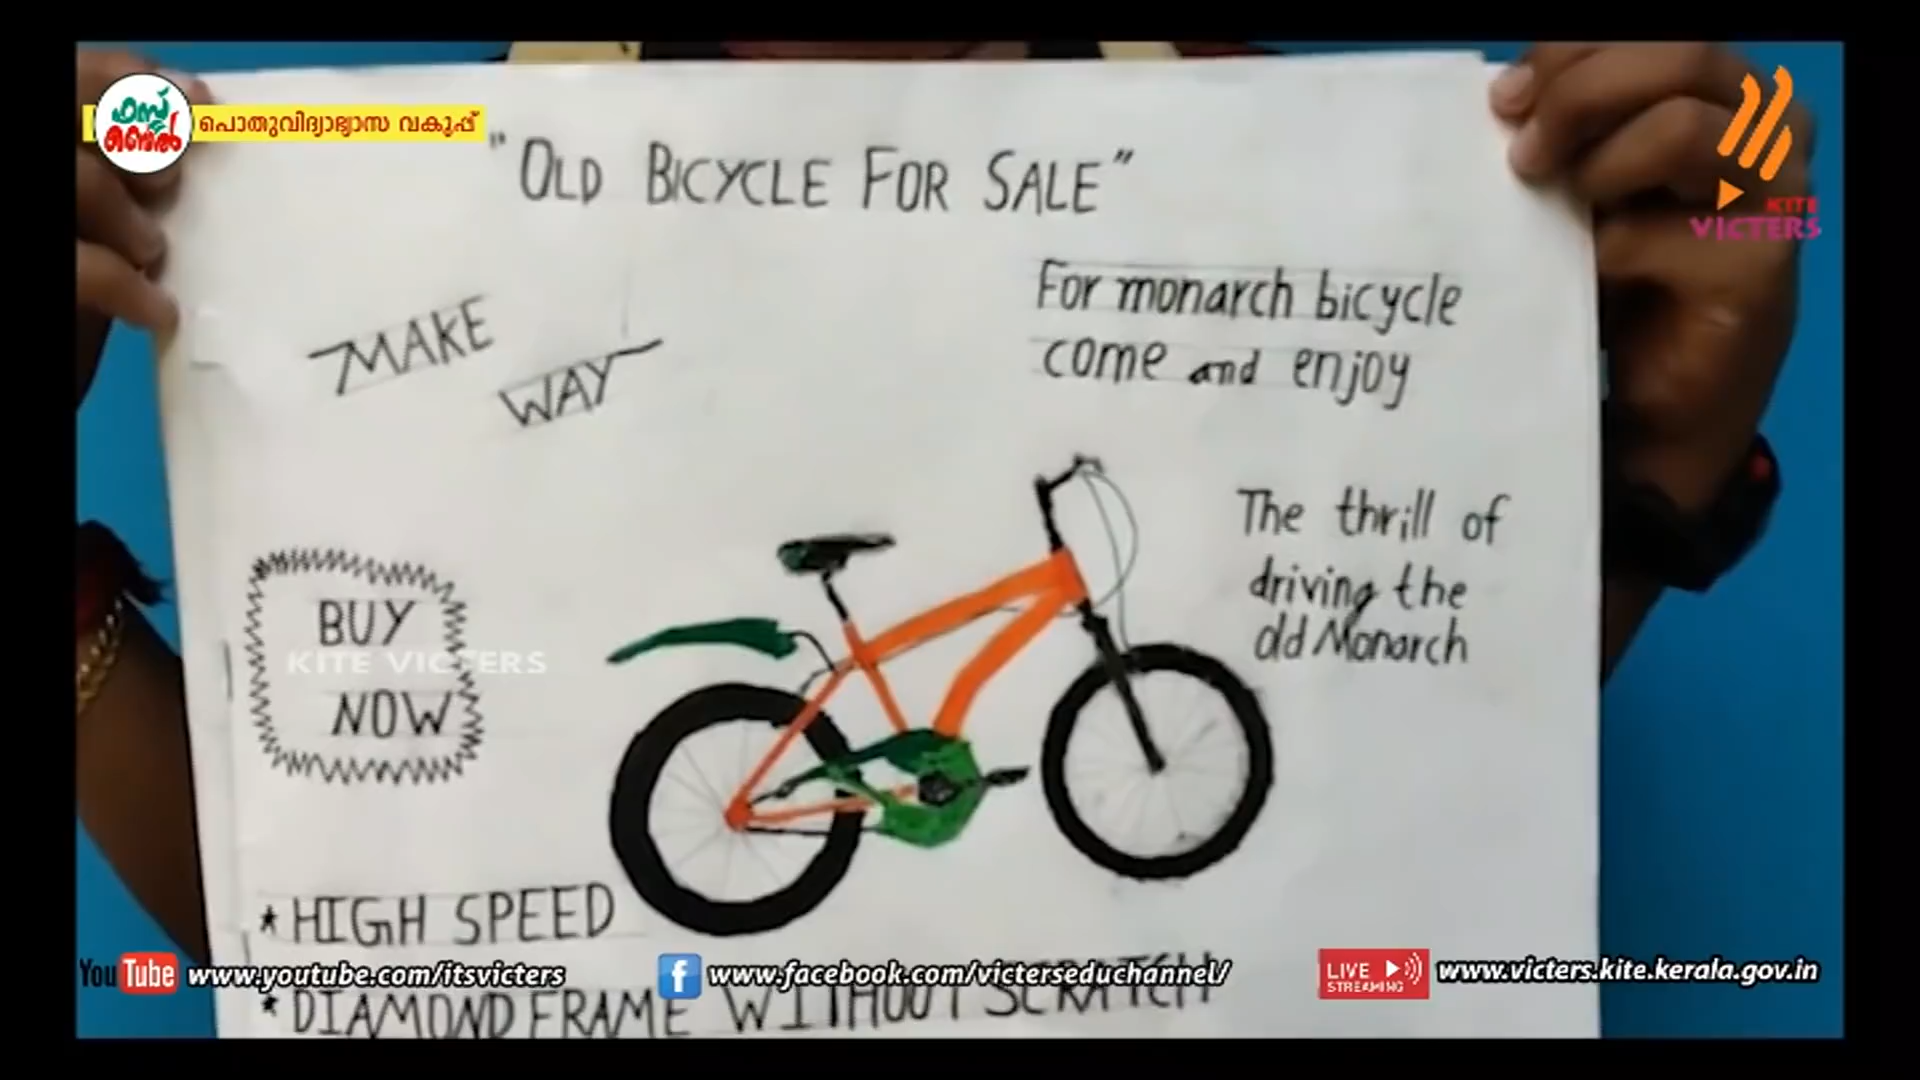 ഫസ്റ്റ്
ബെൽ
പൊതുവിദ്യാഭ്യാസ വകുപ്പ്
KITE
VICTERS
"OLD BICYCLE FOR SALE"
MAKE
WAY
For monarch bicycle
come and enjoy
The thrill of
driving the
old Monarch
BUY
KITE VICTERS
NOW
* HIGH SPEED
YouTube www.youtube.com/itsvicters
f www.facebook.com/victerseduchannel/
LIVE
STREAMING
www.victers.kite.kerala.gov.in
* DIAMOND FRAME WITHOUT SCRATCH